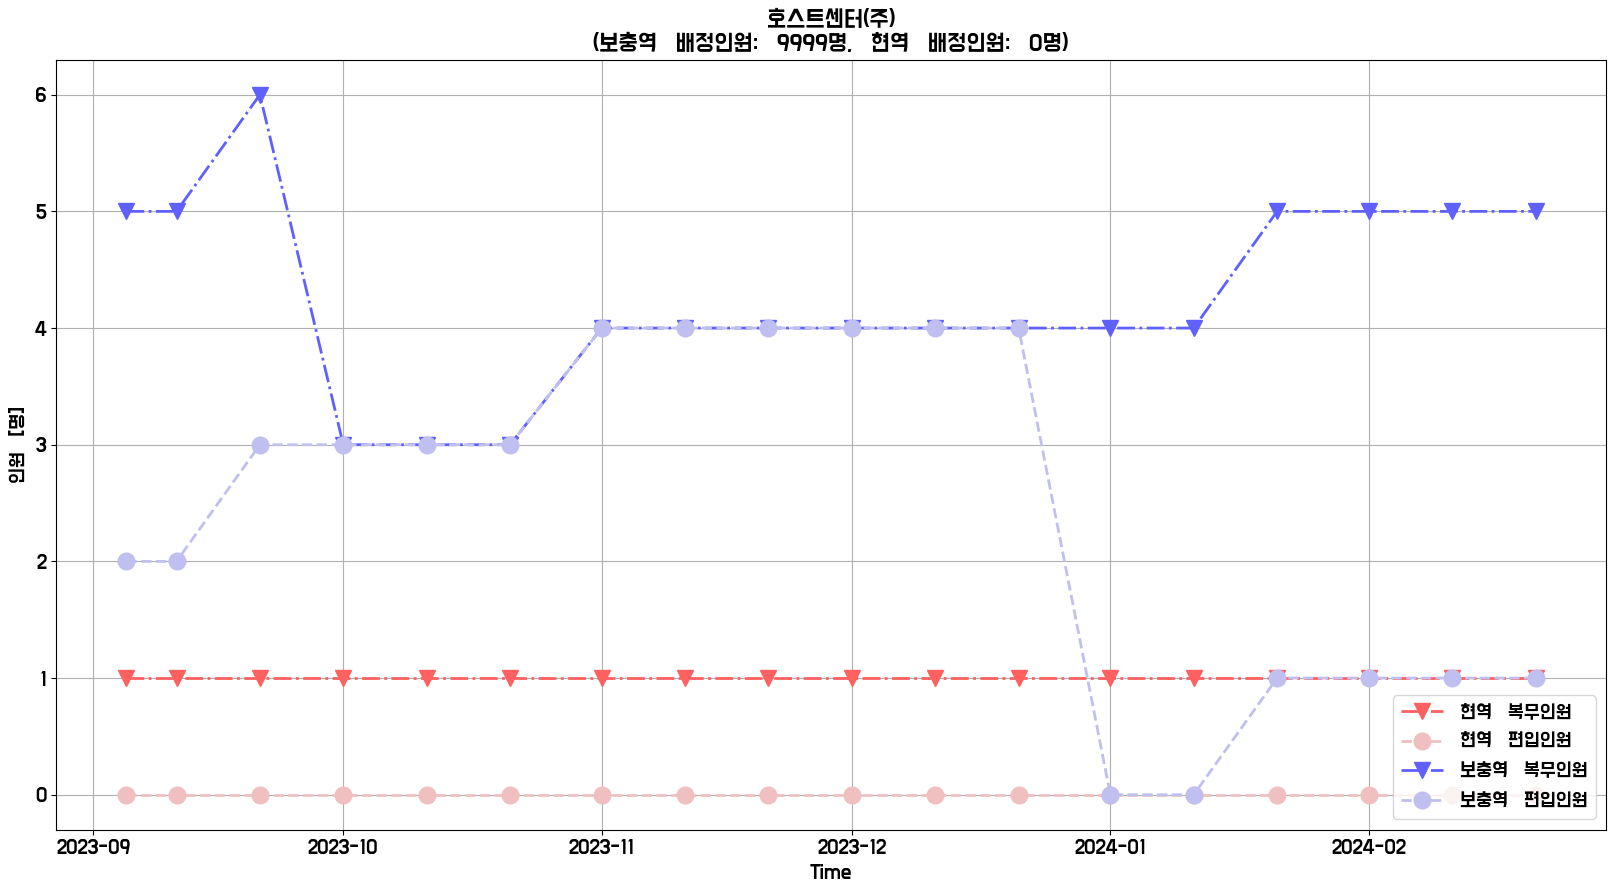 호스트센터(주)
(보충역 배정인원: 9999명, 현역 배정인원: 0명)
6
5
4
3
2
1
0
인원 [명]
2023-09 2023-10 2023-11 2023-12 2024-01 2024-02
Time
현역 복무인원
현역 편입인원
보충역 복무인원
보충역 편입인원